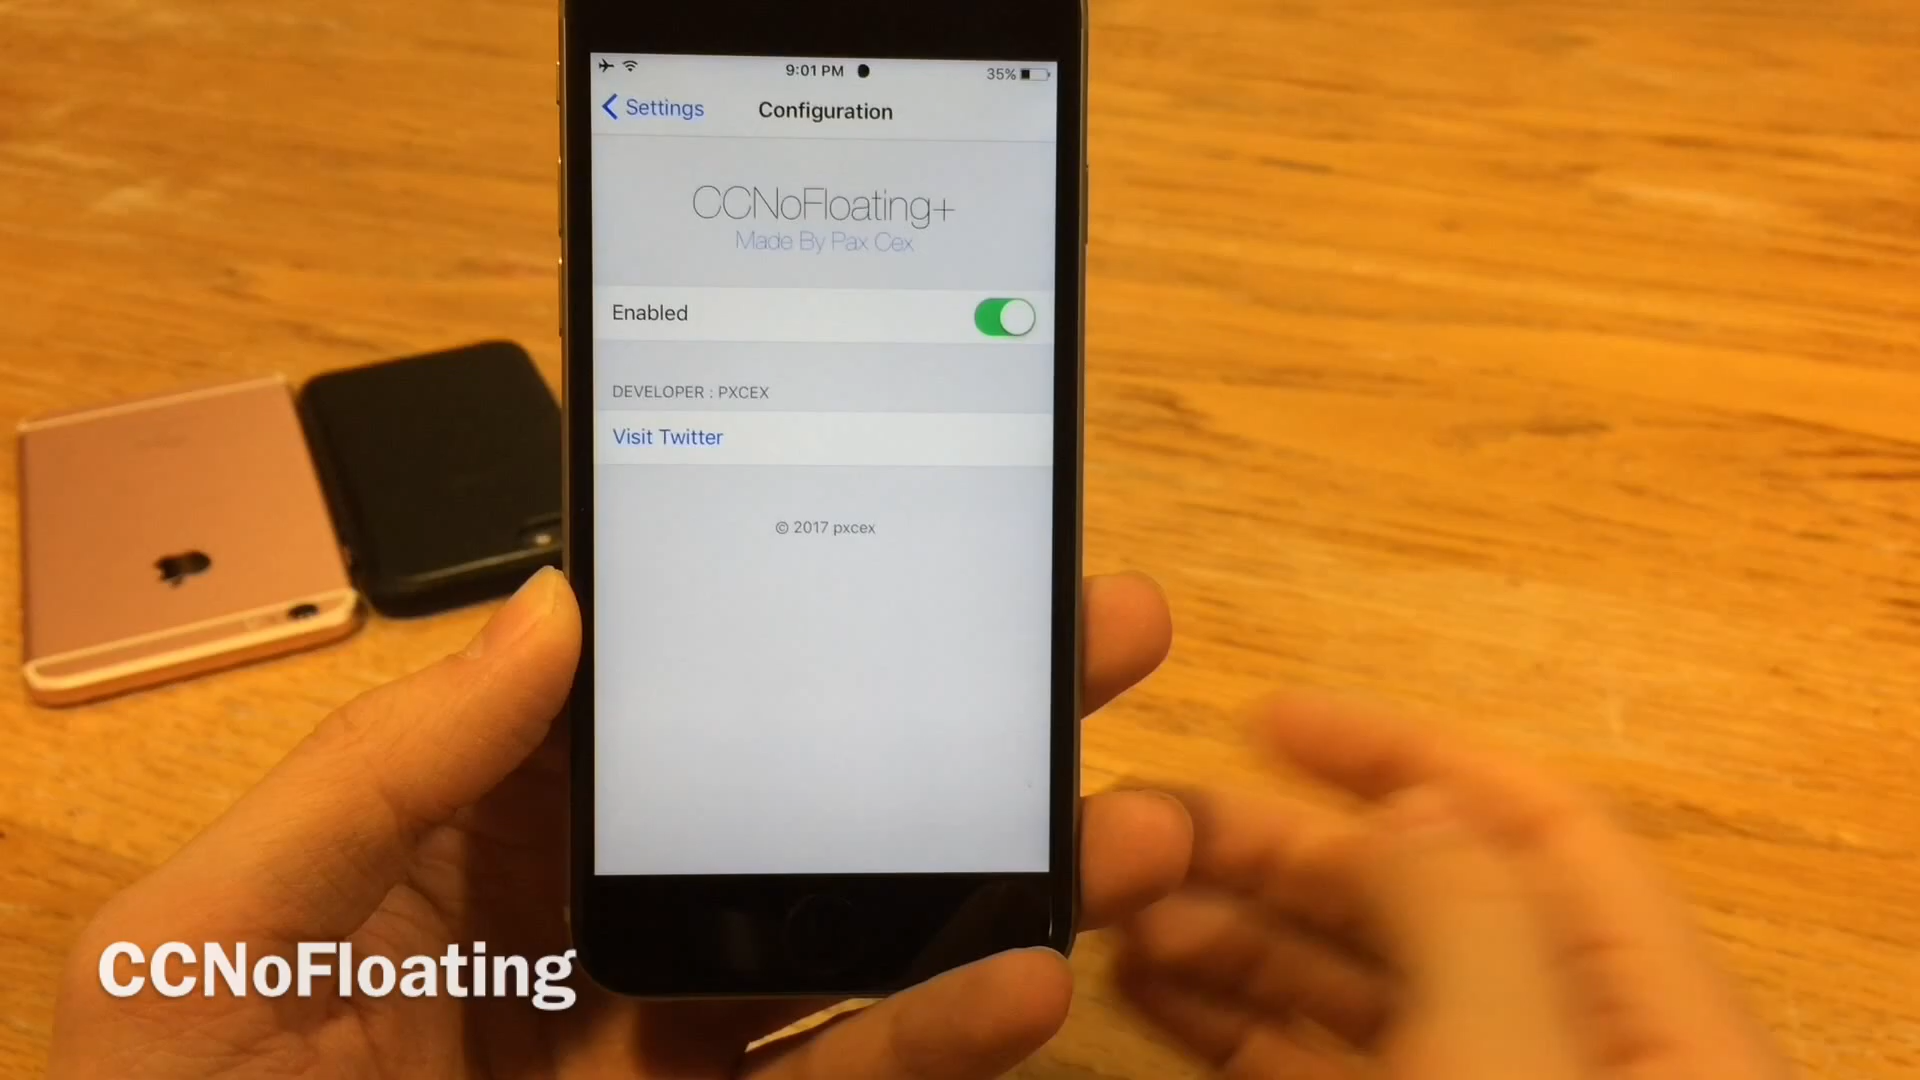 9:01 PM
35%
Settings
Configuration
CCNoFloating+
Made By Pax Cex
Enabled
DEVELOPER : PXCEX
Visit Twitter
© 2017 pxcex
CCNoFloating